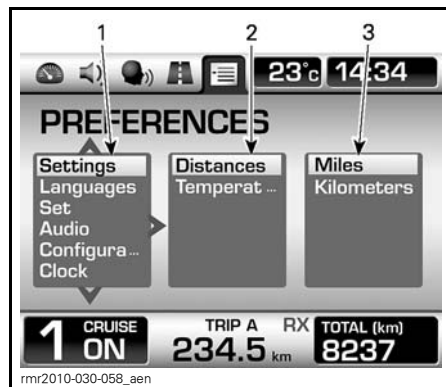 1 2 3
23°c 14:34
PREFERENCES
Settings Distances Miles
Languages Temperat ... Kilometers
Set
Audio
Configura ...
Clock
1 CRUISE ON TRIP A RX 234.5 km TOTAL (km) 8237
rmr2010-030-058_aen